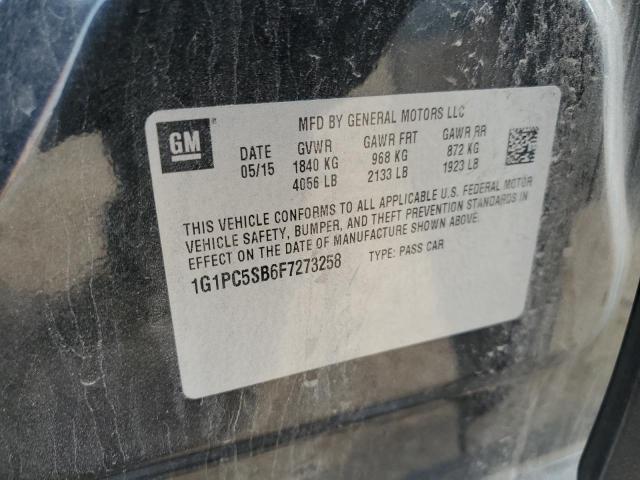 GM
MFD BY GENERAL MOTORS LLC
DATE GVWR GAWR FRT GAWR RR
05/15 1840 KG 968 KG 872 KG
4056 LB 2133 LB 1923 LB
THIS VEHICLE CONFORMS TO ALL APPLICABLE U.S. FEDERAL MOTOR
VEHICLE SAFETY, BUMPER, AND THEFT PREVENTION STANDARDS IN
EFFECT ON THE DATE OF MANUFACTURE SHOWN ABOVE.
1G1PC5SB6F7273258 TYPE: PASS CAR